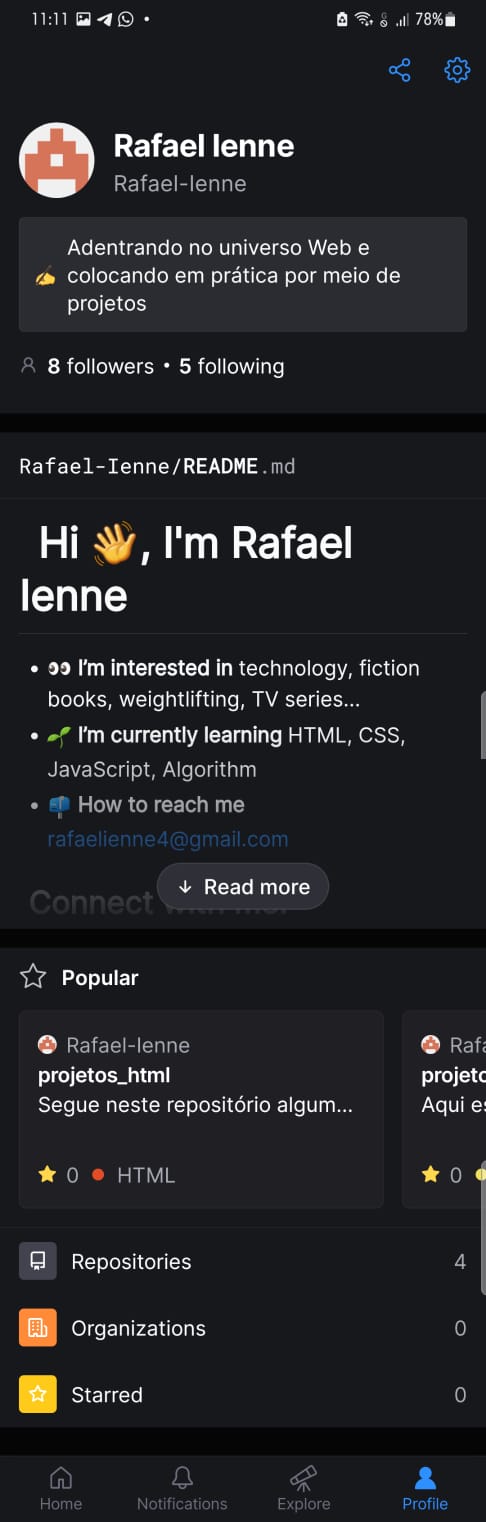 11:11 78%
Rafael Ienne
Rafael-Ienne
Adentrando no universo Web e
✍️ colocando em prática por meio de
projetos
8 followers • 5 following
Rafael-Ienne/README.md
Hi 👋, I'm Rafael
Ienne
• 👀 I'm interested in technology, fiction
books, weightlifting, TV series...
• 🌱 I'm currently learning HTML, CSS,
JavaScript, Algorithm
• 📫 How to reach me
rafaelienne4@gmail.com
Connect with me:
↓ Read more
Popular
Rafael-Ienne
projetos_html
Segue neste repositório algum...
⭐ 0 HTML
Rafa
projeto
Aqui es
⭐ 0
Repositories 4
Organizations 0
Starred 0
Home Notifications Explore Profile